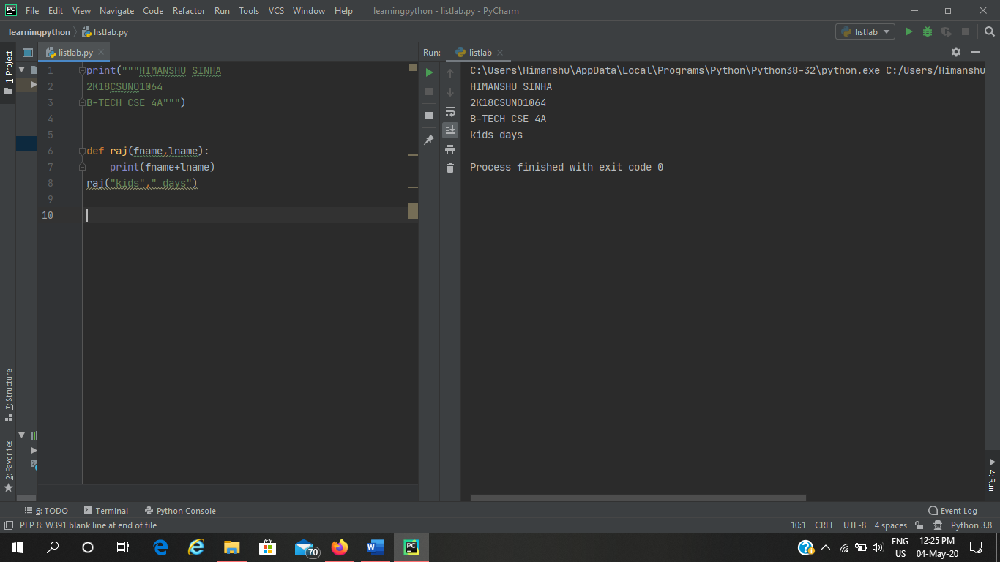 PC File Edit View Navigate Code Refactor Run Tools VCS Window Help learningpython - listlab.py - PyCharm
learningpython listlab.py listlab
1: Project
listlab.py
1 print("""HIMANSHU SINHA
2 2K18CSUNO1064
3 B-TECH CSE 4A""")
4
5
6 def raj(fname,lname):
7 print(fname+lname)
8 raj("kids"," days")
9
10
Run: listlab
C:\Users\Himanshu\AppData\Local\Programs\Python\Python38-32\python.exe C:/Users/Himanshu
HIMANSHU SINHA
2K18CSUNO1064
B-TECH CSE 4A
kids days
Process finished with exit code 0
7: Structure
2: Favorites
4: Run
6: TODO Terminal Python Console Event Log
PEP 8: W391 blank line at end of file 10:1 CRLF UTF-8 4 spaces Python 3.8
70 PC ENG 12:25 PM
US 04-May-20